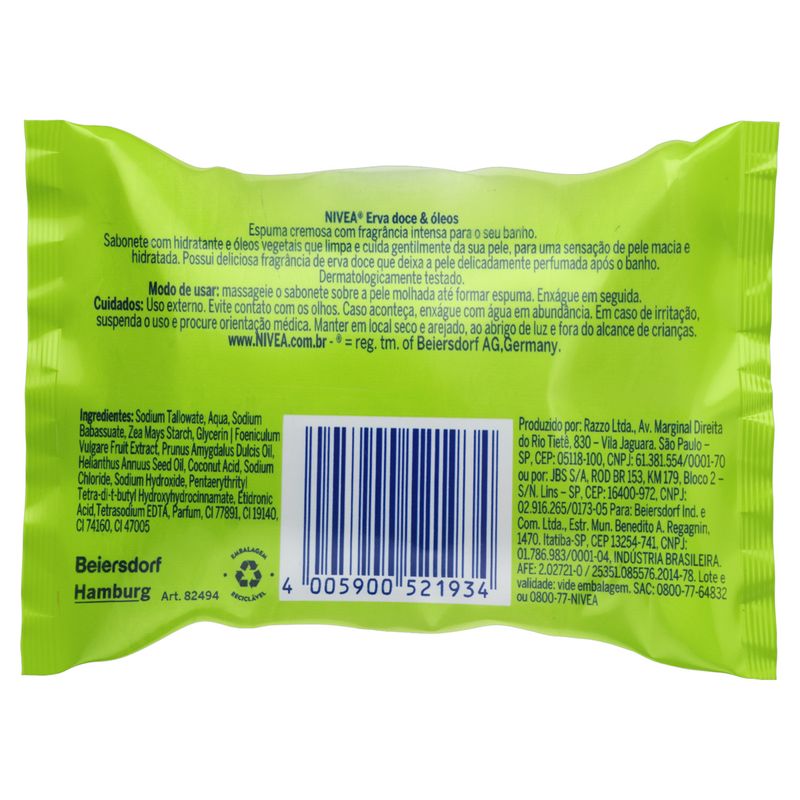 NIVEA® Erva doce & óleos
Espuma cremosa com fragrância intensa para o seu banho.
Sabonete com hidratante e óleos vegetais que limpa e cuida gentilmente da sua pele, para uma sensação de pele macia e
hidratada. Possui deliciosa fragrância de erva doce que deixa a pele delicadamente perfumada após o banho.
Dermatologicamente testado.
Modo de usar: massageie o sabonete sobre a pele molhada até formar espuma. Enxágue em seguida.
Cuidados: Uso externo. Evite contato com os olhos. Caso aconteça, enxágue com água em abundância. Em caso de irritação,
suspenda o uso e procure orientação médica. Manter em local seco e arejado, ao abrigo de luz e fora do alcance de crianças.
www.NIVEA.com.br - ® = reg. tm. of Beiersdorf AG,Germany.
Ingredientes: Sodium Tallowate, Aqua, Sodium
Babassuate, Zea Mays Starch, Glycerin | Foeniculum
Vulgare Fruit Extract, Prunus Amygdalus Dulcis Oil,
Helianthus Annuus Seed Oil, Coconut Acid, Sodium
Chloride, Sodium Hydroxide, Pentaerythrityl
Tetra-di-t-butyl Hydroxyhydrocinnamate, Etidronic
Acid,Tetrasodium EDTA, Parfum, CI 77891, CI 19140,
CI 74160, CI 47005
Beiersdorf
Hamburg Art. 82494
EMBALAGEM
RECICLÁVEL
4 005900 521934
Produzido por: Razzo Ltda., Av. Marginal Direita
do Rio Tietê, 830 – Vila Jaguara. São Paulo –
SP, CEP: 05118-100, CNPJ: 61.381.554/0001-70
ou por: JBS S/A, ROD BR 153, KM 179, Bloco 2 –
S/N. Lins – SP, CEP: 16400-972, CNPJ:
02.916.265/0173-05 Para: Beiersdorf Ind. e
Com. Ltda., Estr. Mun. Benedito A. Regagnin,
1470. Itatiba-SP, CEP 13254-741, CNPJ:
01.786.983/0001-04, INDÚSTRIA BRASILEIRA.
AFE: 2.02721-0 / 25351.085576.2014-78. Lote e
validade: vide embalagem. SAC: 0800-77-64832
ou 0800-77-NIVEA